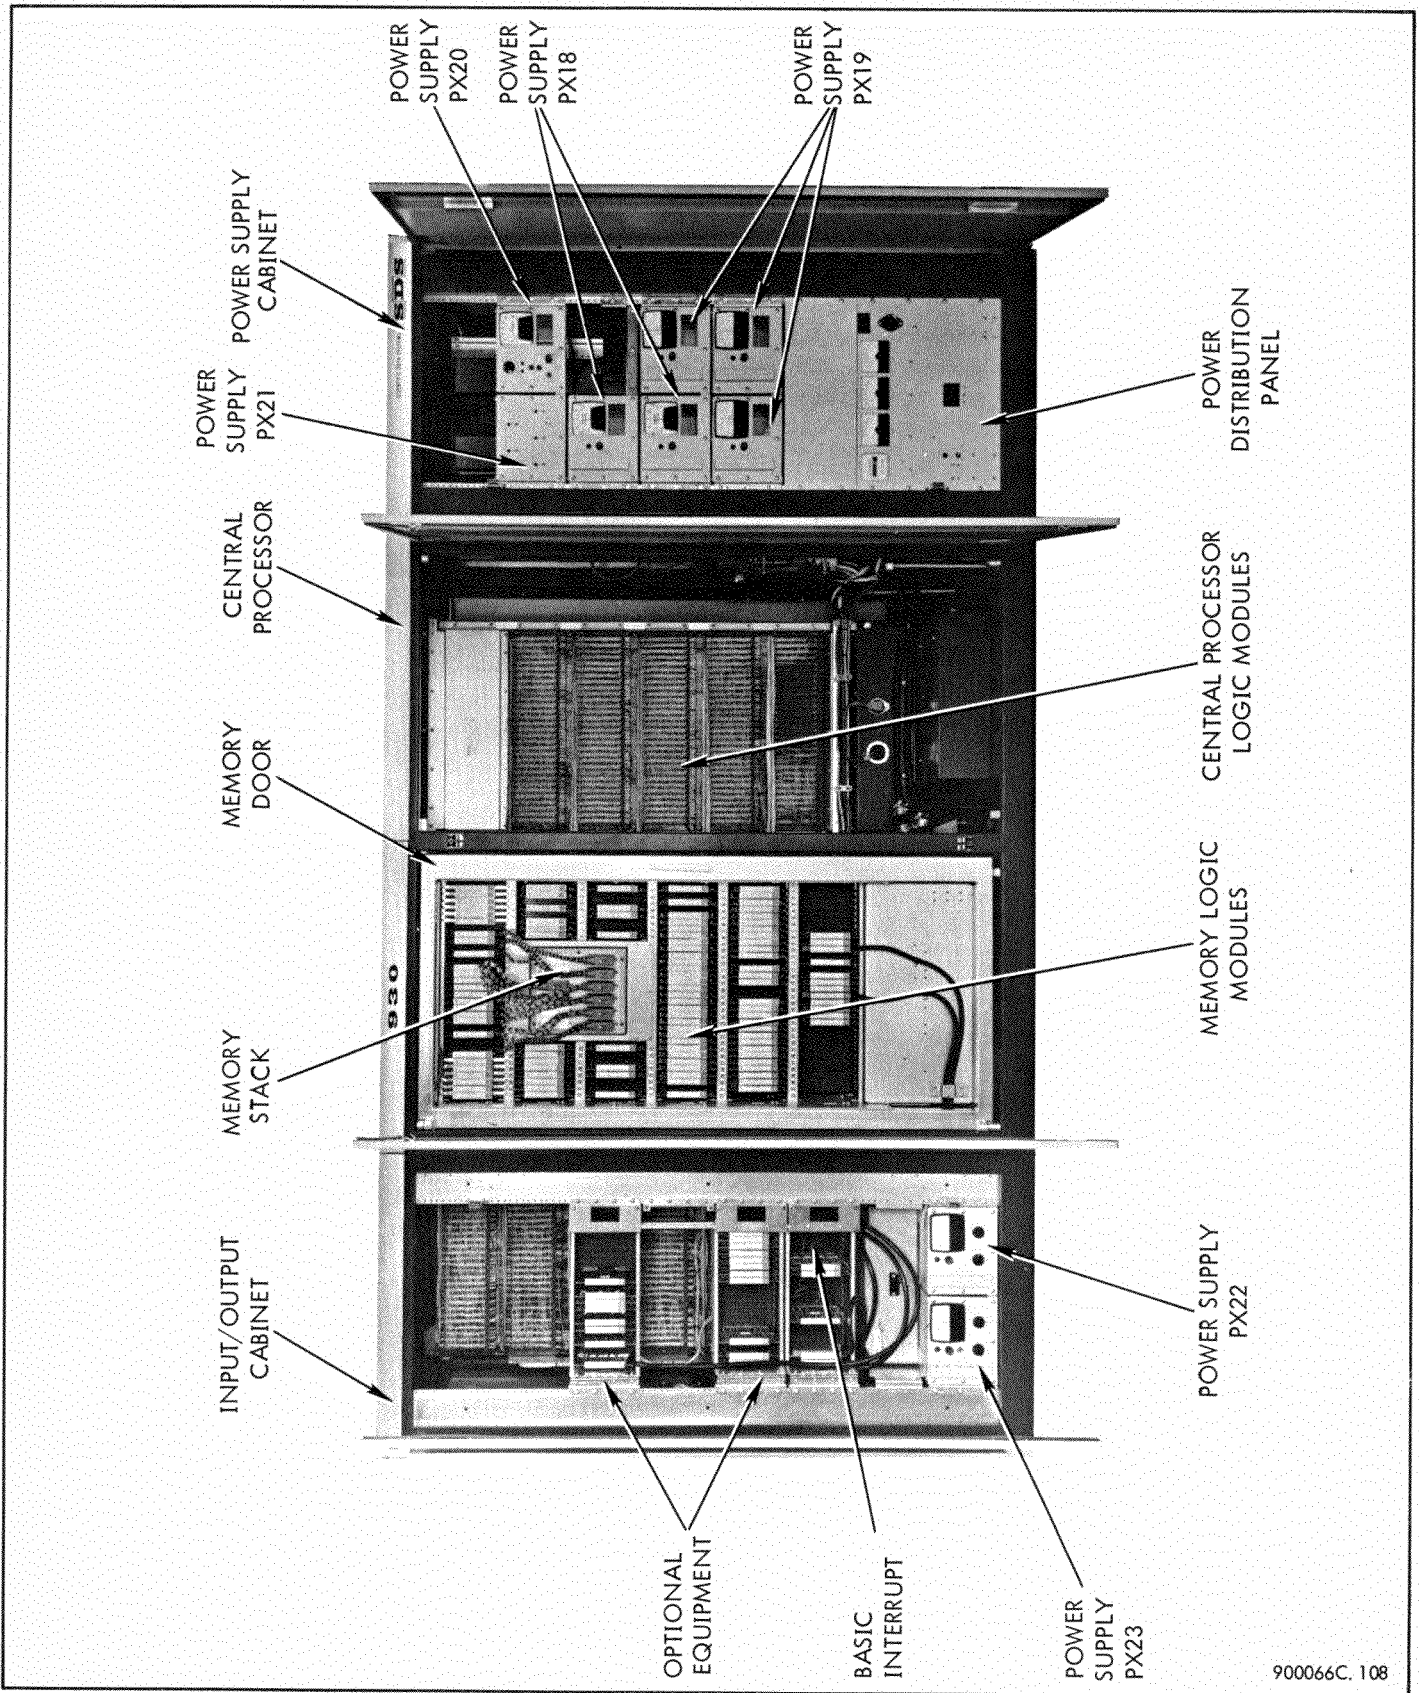 INPUT/OUTPUT
CABINET
MEMORY
STACK
MEMORY
DOOR
CENTRAL
PROCESSOR
POWER
SUPPLY
PX21
POWER SUPPLY
CABINET
POWER
SUPPLY
PX20
POWER
SUPPLY
PX18
POWER
SUPPLY
PX19
930
SDS
OPTIONAL
EQUIPMENT
BASIC
INTERRUPT
POWER
SUPPLY
PX23
POWER SUPPLY
PX22
MEMORY LOGIC
MODULES
CENTRAL PROCESSOR
LOGIC MODULES
POWER
DISTRIBUTION
PANEL
900066C. 108